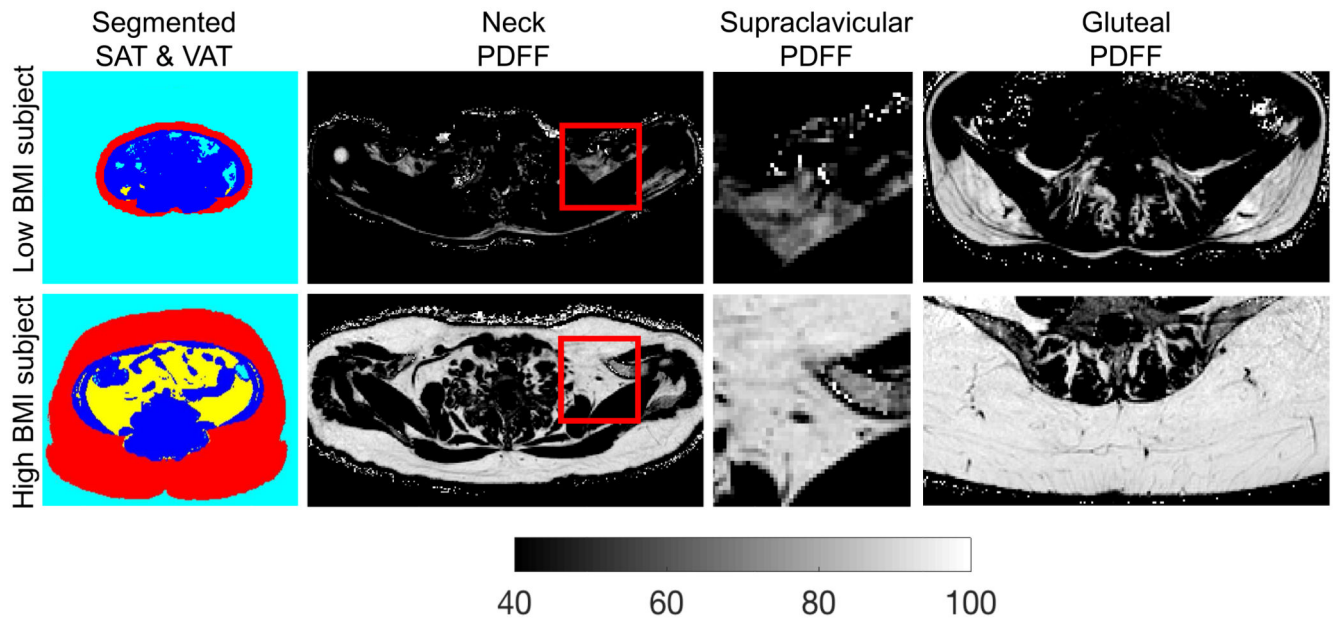 Segmented
SAT & VAT
Neck
PDFF
Supraclavicular
PDFF
Gluteal
PDFF
Low BMI subject
High BMI subject
40
60
80
100